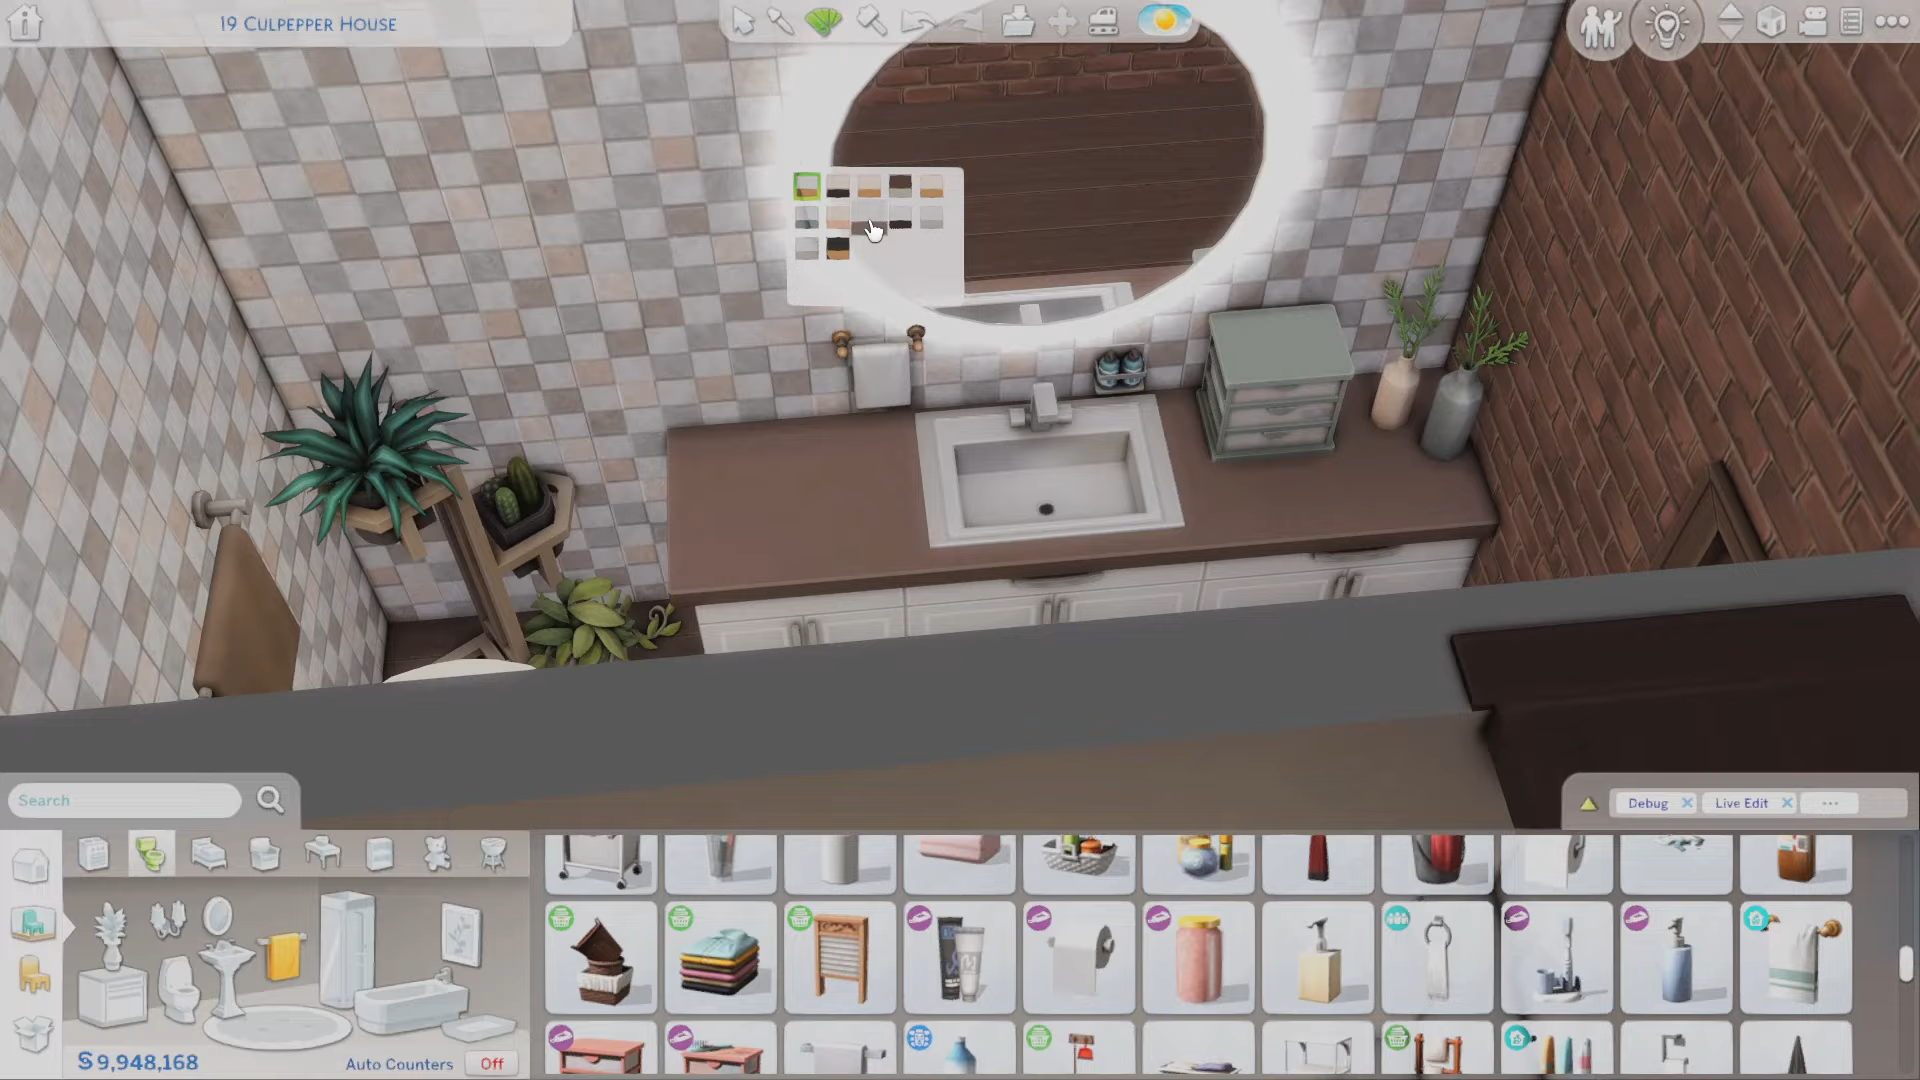 19 Culpepper House
Search
Debug
Live Edit
...
§9,948,168
Auto Counters
Off